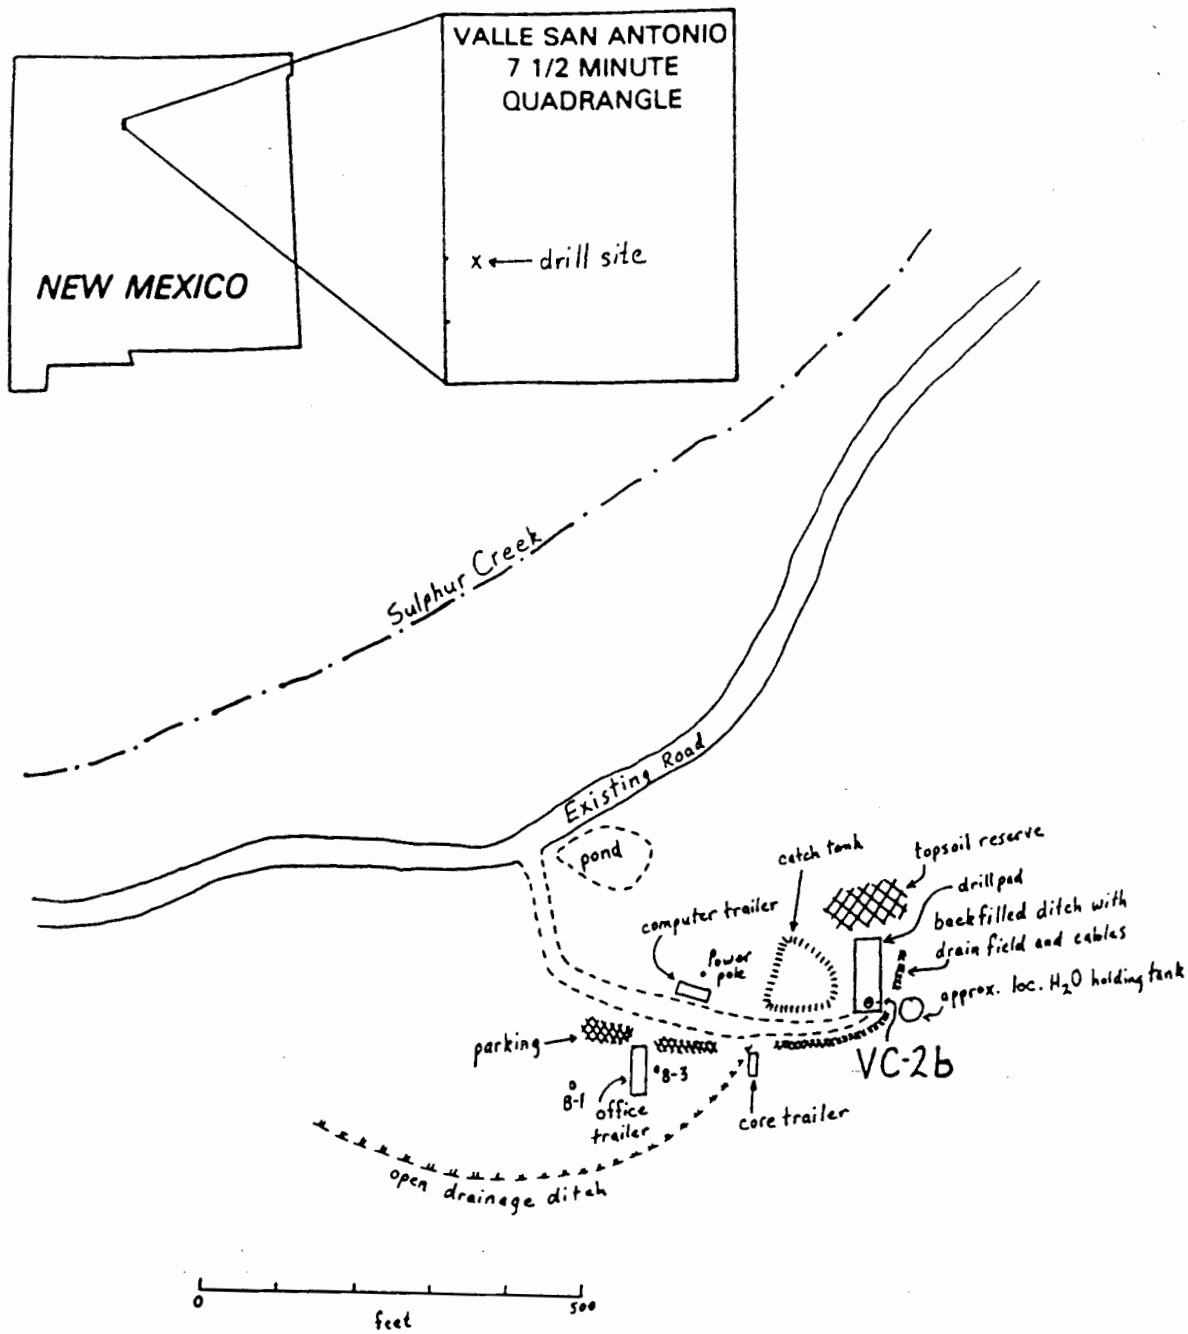 VALLE SAN ANTONIO
7 1/2 MINUTE
QUADRANGLE
x ← drill site
NEW MEXICO
Sulphur Creek
Existing Road
pond
catch tank
topsoil reserve
drillpad
backfilled ditch with
drain field and cables
approx. loc. H₂O holding tank
computer trailer
Power
pole
VC-2b
parking
B-1
B-3
office
trailer
core trailer
open drainage ditch
0
500
feet